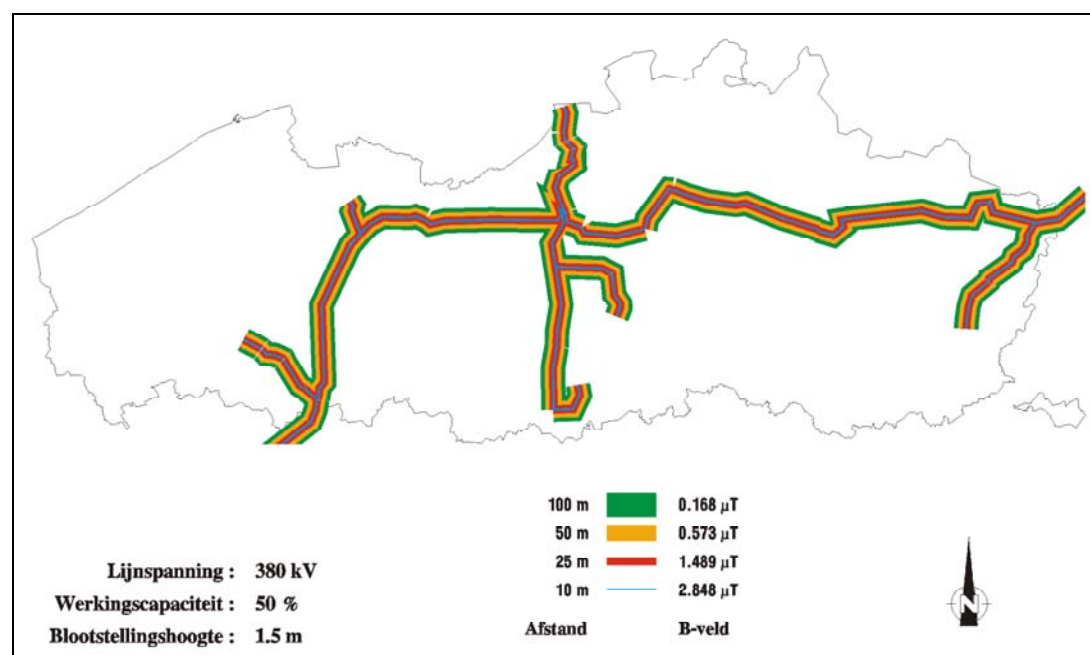 100 m 0.168 µT
50 m 0.573 µT
25 m 1.489 µT
10 m 2.848 µT
Afstand B-veld
Lijnspanning : 380 kV
Werkingscapaciteit : 50 %
Blootstellingshoogte : 1.5 m
N